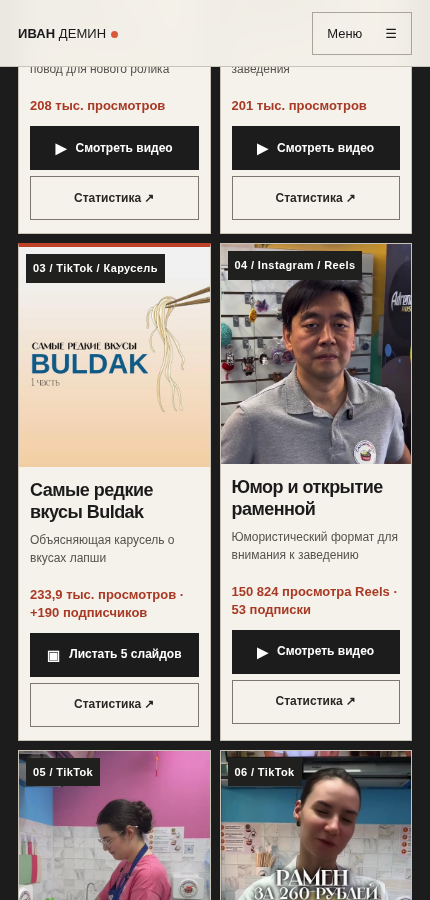 ИВАН ДЕМИН
Меню ☰
повод для нового ролика
208 тыс. просмотров
▶ Смотреть видео
Статистика ↗
заведения
201 тыс. просмотров
▶ Смотреть видео
Статистика ↗
03 / TikTok / Карусель
САМЫЕ РЕДКИЕ ВКУСЫ
BULDAK
1 часть
Самые редкие
вкусы Buldak
Объясняющая карусель о
вкусах лапши
233,9 тыс. просмотров ·
+190 подписчиков
▣ Листать 5 слайдов
Статистика ↗
04 / Instagram / Reels
Юмор и открытие
раменной
Юмористический формат для
внимания к заведению
150 824 просмотра Reels ·
53 подписки
▶ Смотреть видео
Статистика ↗
05 / TikTok
06 / TikTok
РАМЕН
ЗА 260 РУБЛЕЙ